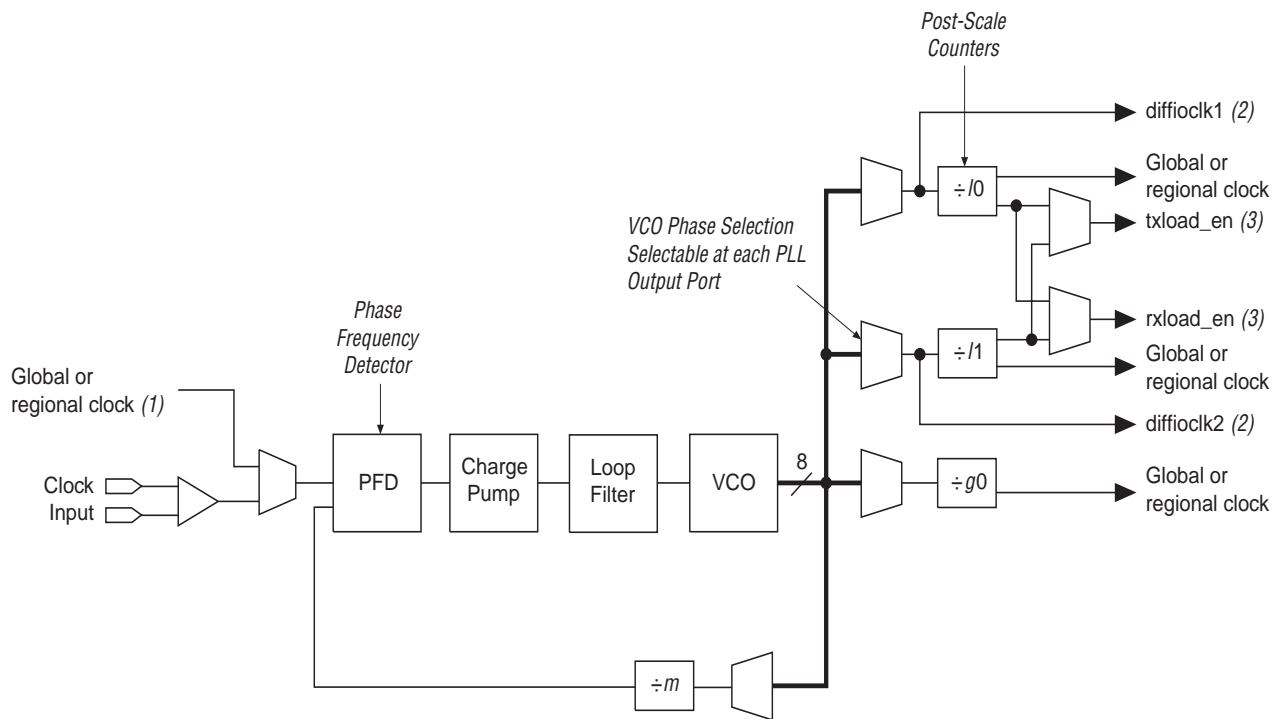 Post-Scale
Counters
diffioclk1 (2)
Global or
regional clock
÷l0
txload_en (3)
VCO Phase Selection
Selectable at each PLL
Output Port
rxload_en (3)
÷l1
Global or
regional clock
diffioclk2 (2)
Phase
Frequency
Detector
Global or
regional clock (1)
Clock
Input
PFD
Charge
Pump
Loop
Filter
VCO
8
÷g0
Global or
regional clock
÷m